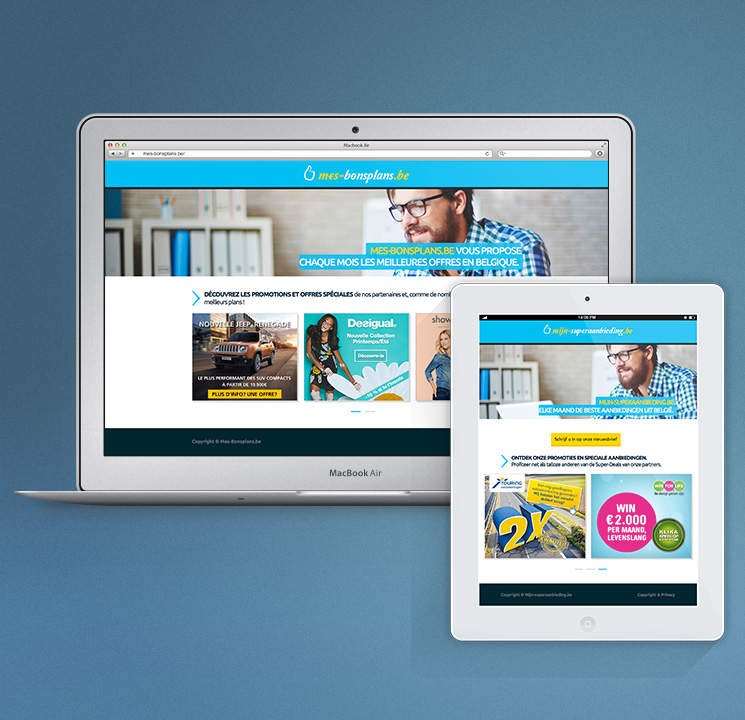 Macbook Air
mes-bonsplans.be/
mes-bonsplans.be
MES-BONSPLANS.BE VOUS PROPOSE
CHAQUE MOIS LES MEILLEURES OFFRES EN BELGIQUE.
DÉCOUVREZ LES PROMOTIONS ET OFFRES SPÉCIALES de nos partenaires et, comme de
meilleurs plans !
NOUVELLE JEEP RENEGADE
LE PLUS PERFORMANT DES SUV COMPACTS
À PARTIR DE 19.900€
PLUS D'INFO? UNE OFFRE?
Desigual.
Nouvelle Collection
Printemps/Été
Découvre-la
Copyright © Mes-Bonsplans.be
MacBook Air
14:06 PM
mijn-superaanbieding.be
MIJN-SUPERAANBIEDING.BE
ELKE MAAND DE BESTE AANBIEDINGEN UIT BELGIË.
Schrijf u in op onze nieuwsbrief
ONTDEK ONZE PROMOTIES EN SPECIALE AANBIEDINGEN.
Profiteer net als talloze anderen van de Super-Deals van onze partners.
TOURING
2X
WIN FOR LIFE
WIN
€ 2.000
PER MAAND,
LEVENSLANG
KLIK
Copyright © Mijn-superaanbieding.be
Copyright & Privacy